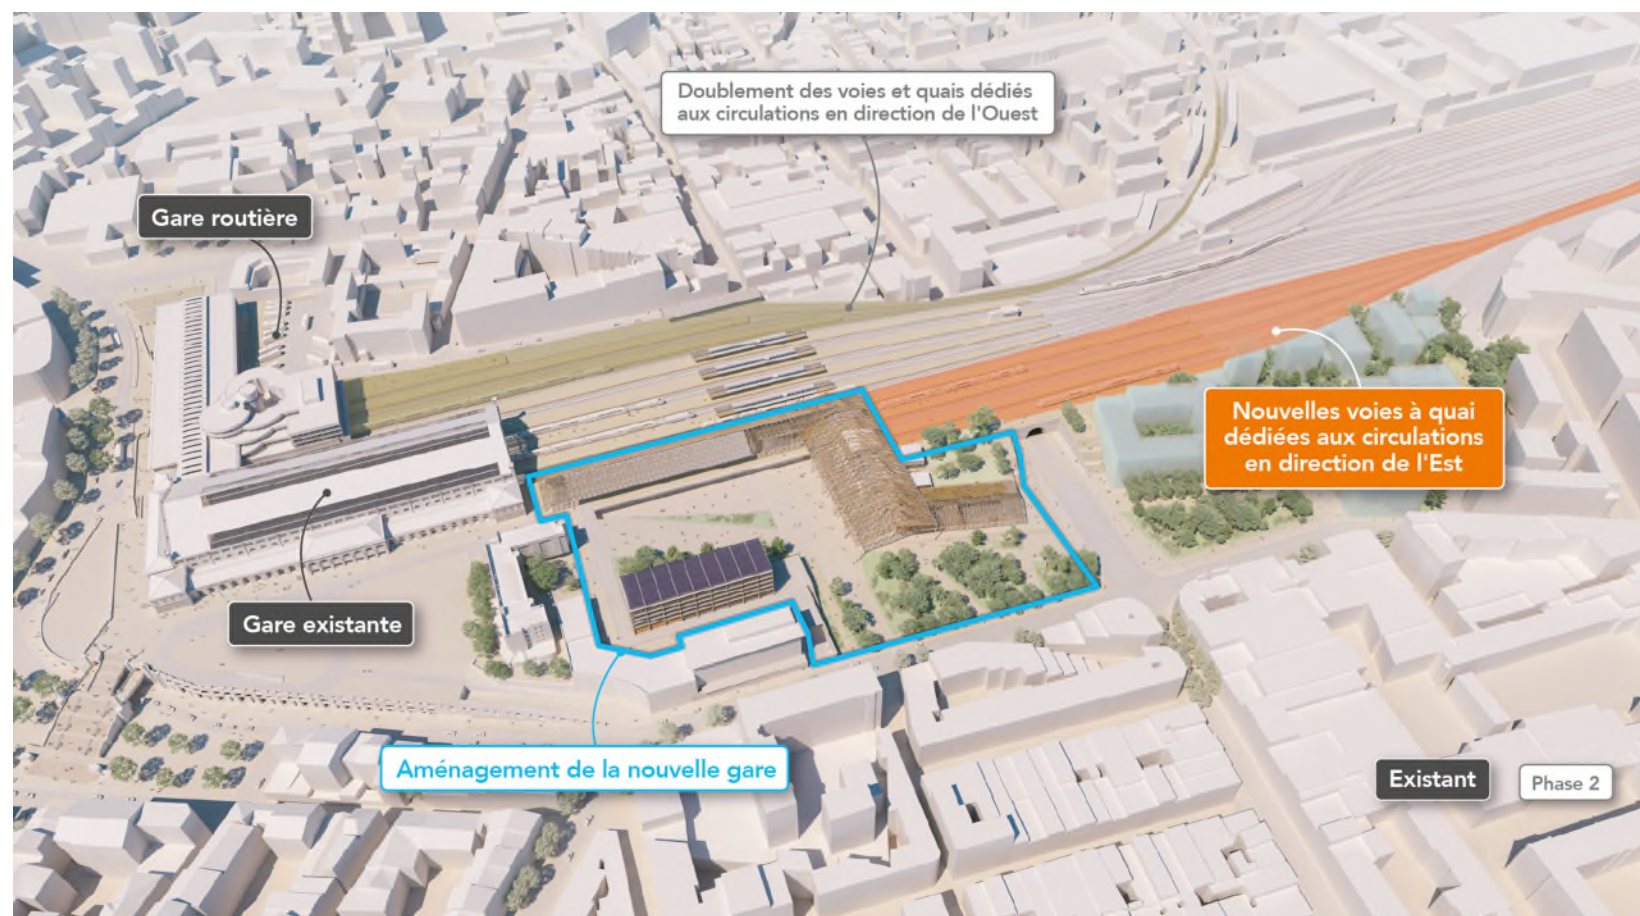 Doublement des voies et quais dédiés
aux circulations en direction de l'Ouest
Gare routière
Nouvelles voies à quai
dédiées aux circulations
en direction de l'Est
Gare existante
Aménagement de la nouvelle gare
Existant
Phase 2